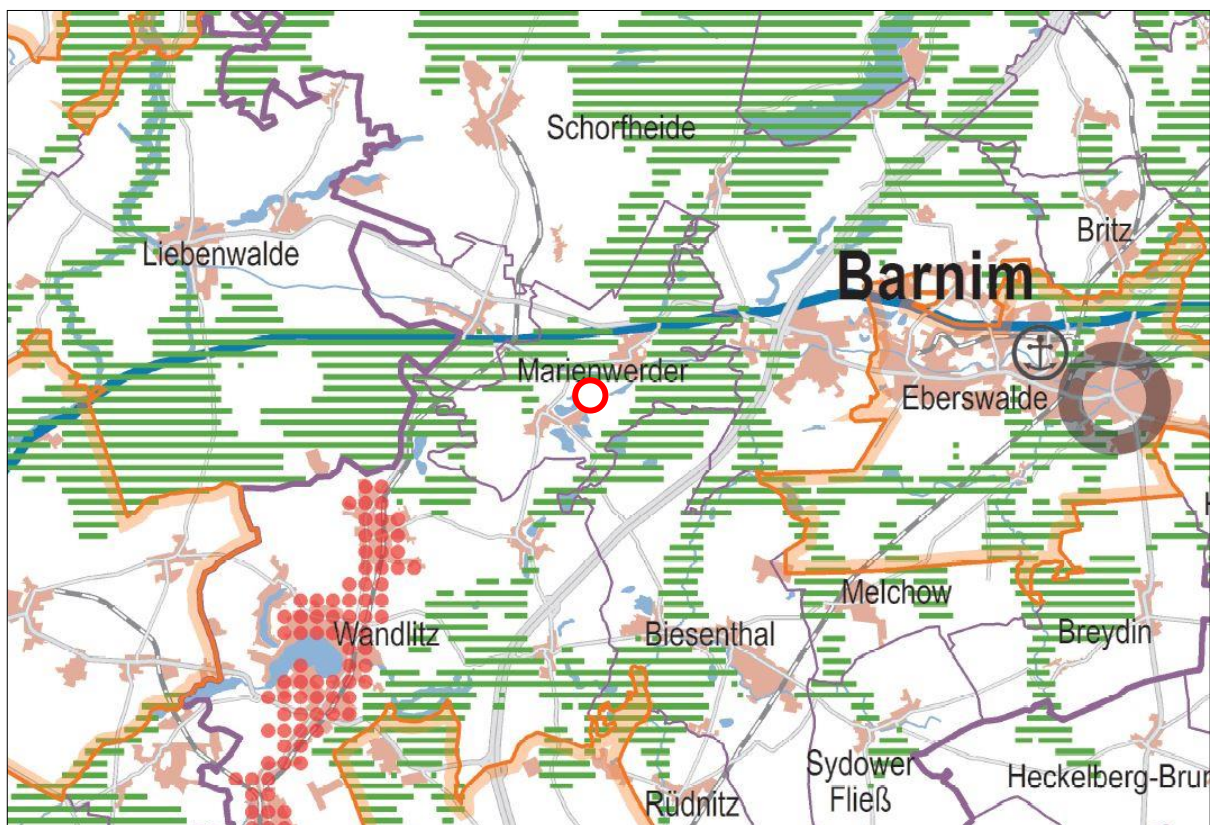 Schorfheide
Britz
Liebenwalde
Barnim
Marienwerder
Eberswalde
H
Melchow
Wandlitz
Biesenthal
Breydin
Sydower
Fließ
Heckelberg-Brun
Rüdnitz